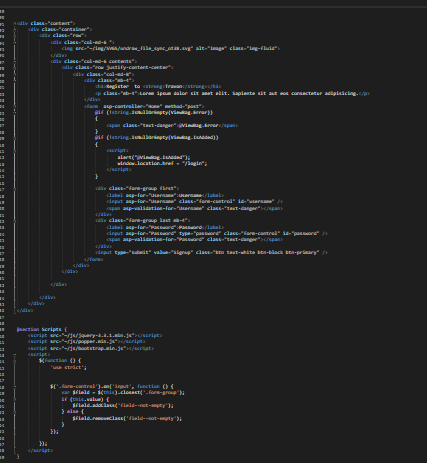 <div class="content">
<div class="container">
<div class="row">
<div class="col-md-6">
<img src="~/img/SVGG/undraw_file_sync_ot38.svg" alt="image" class="img-fluid">
</div>
<div class="col-md-6 contents">
<div class="row justify-content-center">
<div class="col-md-8">
<div class="mb-4">
<h3>Register to <strong>Travon</strong></h3>
<p class="mb-4">Lorem ipsum dolor sit amet elit. Sapiente sit aut eos consectetur adipisicing.</p>
</div>
<form asp-controller="Home" method="post">
@if (!string.IsNullOrEmpty(ViewBag.Error))
{
<span class="text-danger">@ViewBag.Error</span>
}
@if (!string.IsNullOrEmpty(ViewBag.IsAdded))
{
<script>
alert("@ViewBag.IsAdded");
window.location.href = "/login";
</script>
}
<div class="form-group first">
<label asp-for="Username">Username</label>
<input asp-for="Username" class="form-control" id="username" />
<span asp-validation-for="Username" class="text-danger"></span>
</div>
<div class="form-group last mb-4">
<label asp-for="Password">Password</label>
<input asp-for="Password" type="password" class="form-control" id="password" />
<span asp-validation-for="Password" class="text-danger"></span>
</div>
<input type="submit" value="Signup" class="btn text-white btn-block btn-primary" />
</form>
</div>
</div>
</div>
</div>
</div>
</div>
@section Scripts {
<script src="~/js/jquery-3.3.1.min.js"></script>
<script src="~/js/popper.min.js"></script>
<script src="~/js/bootstrap.min.js"></script>
<script>
$(function () {
'use strict';
$('.form-control').on('input', function () {
var $field = $(this).closest('.form-group');
if (this.value) {
$field.addClass('field--not-empty');
} else {
$field.removeClass('field--not-empty');
}
});
});
</script>
}